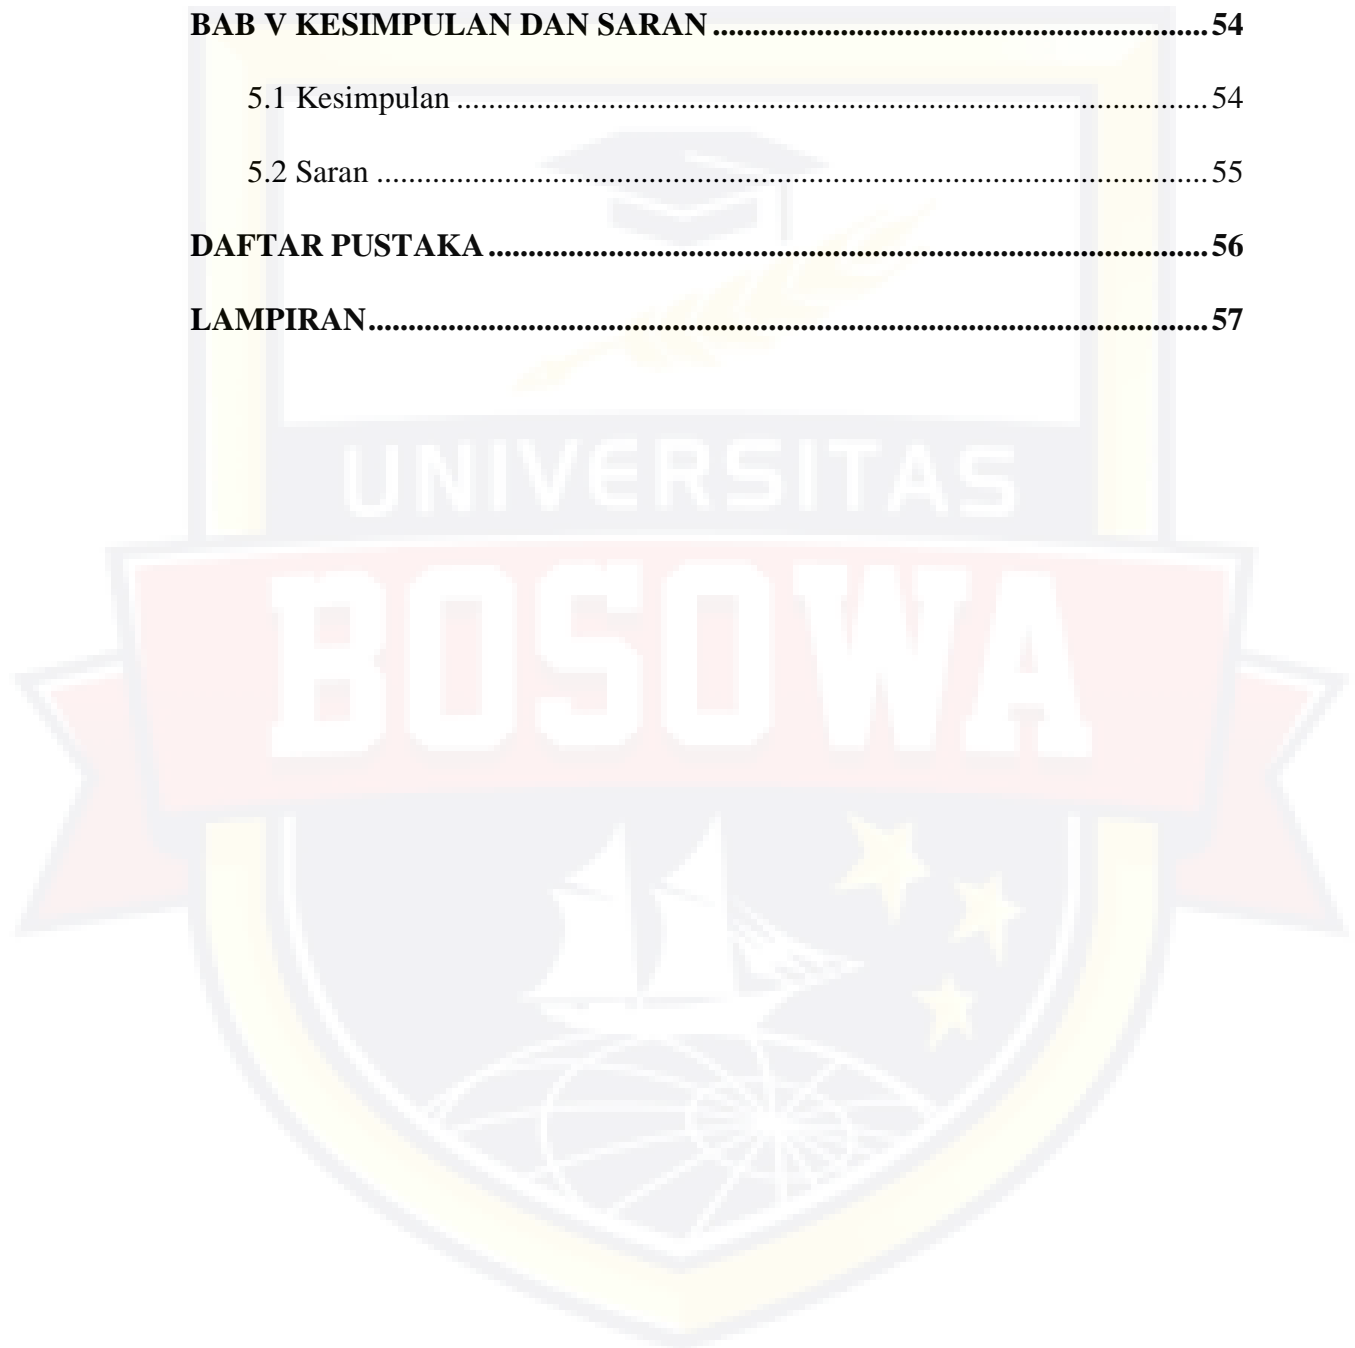 BAB V KESIMPULAN DAN SARAN .............................................................. 54
5.1 Kesimpulan .............................................................................................. 54
5.2 Saran ........................................................................................................ 55
DAFTAR PUSTAKA .......................................................................................... 56
LAMPIRAN......................................................................................................... 57
UNIVERSITAS
BOSOWA